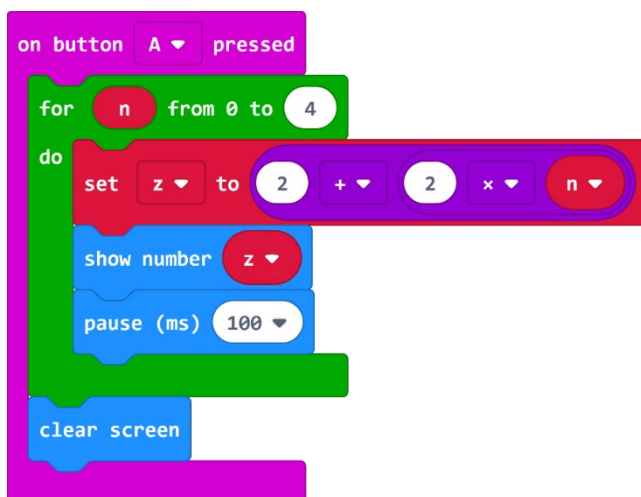 on button A pressed
for n from 0 to 4
do
set z to 2 + 2 × n
show number z
pause (ms) 100
clear screen